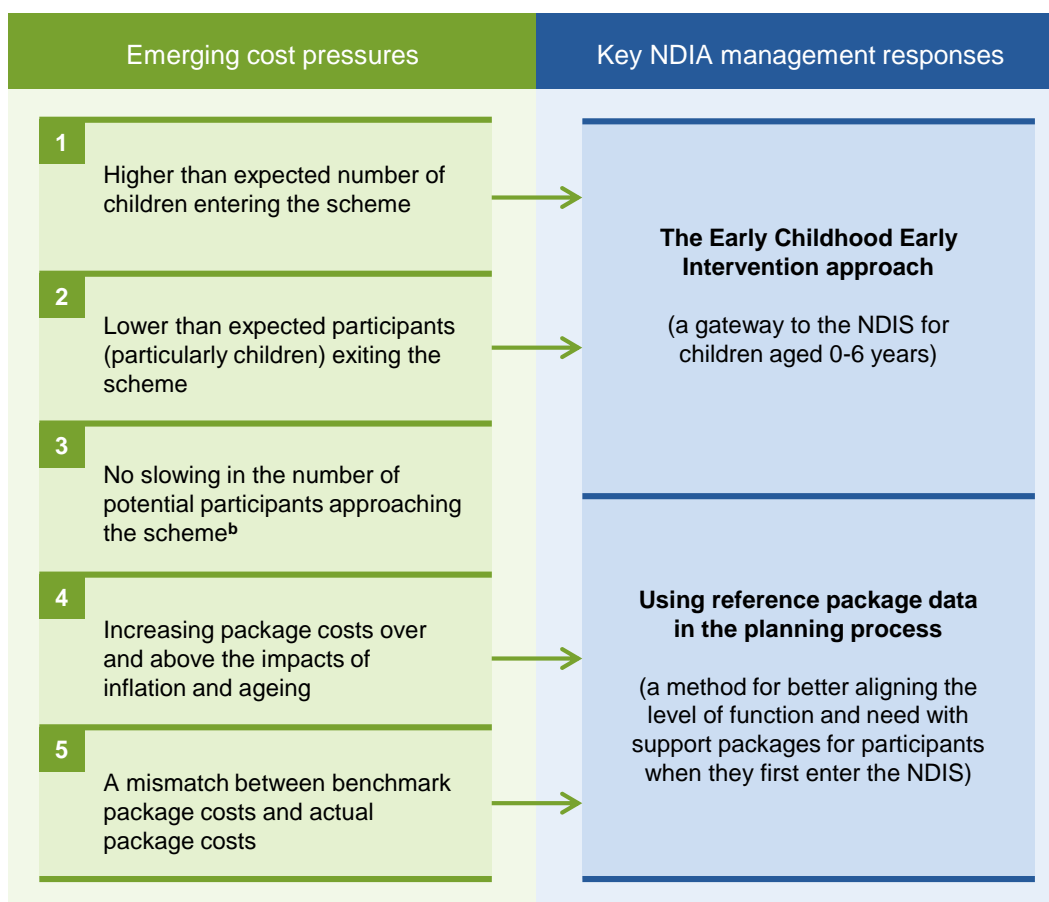 Emerging cost pressures
Key NDIA management responses
1
Higher than expected number of
children entering the scheme
2
Lower than expected participants
(particularly children) exiting the
scheme
3
No slowing in the number of
potential participants approaching
the schemeᵇ
4
Increasing package costs over
and above the impacts of
inflation and ageing
5
A mismatch between benchmark
package costs and actual
package costs
The Early Childhood Early
Intervention approach
(a gateway to the NDIS for
children aged 0-6 years)
Using reference package data
in the planning process
(a method for better aligning the
level of function and need with
support packages for participants
when they first enter the NDIS)